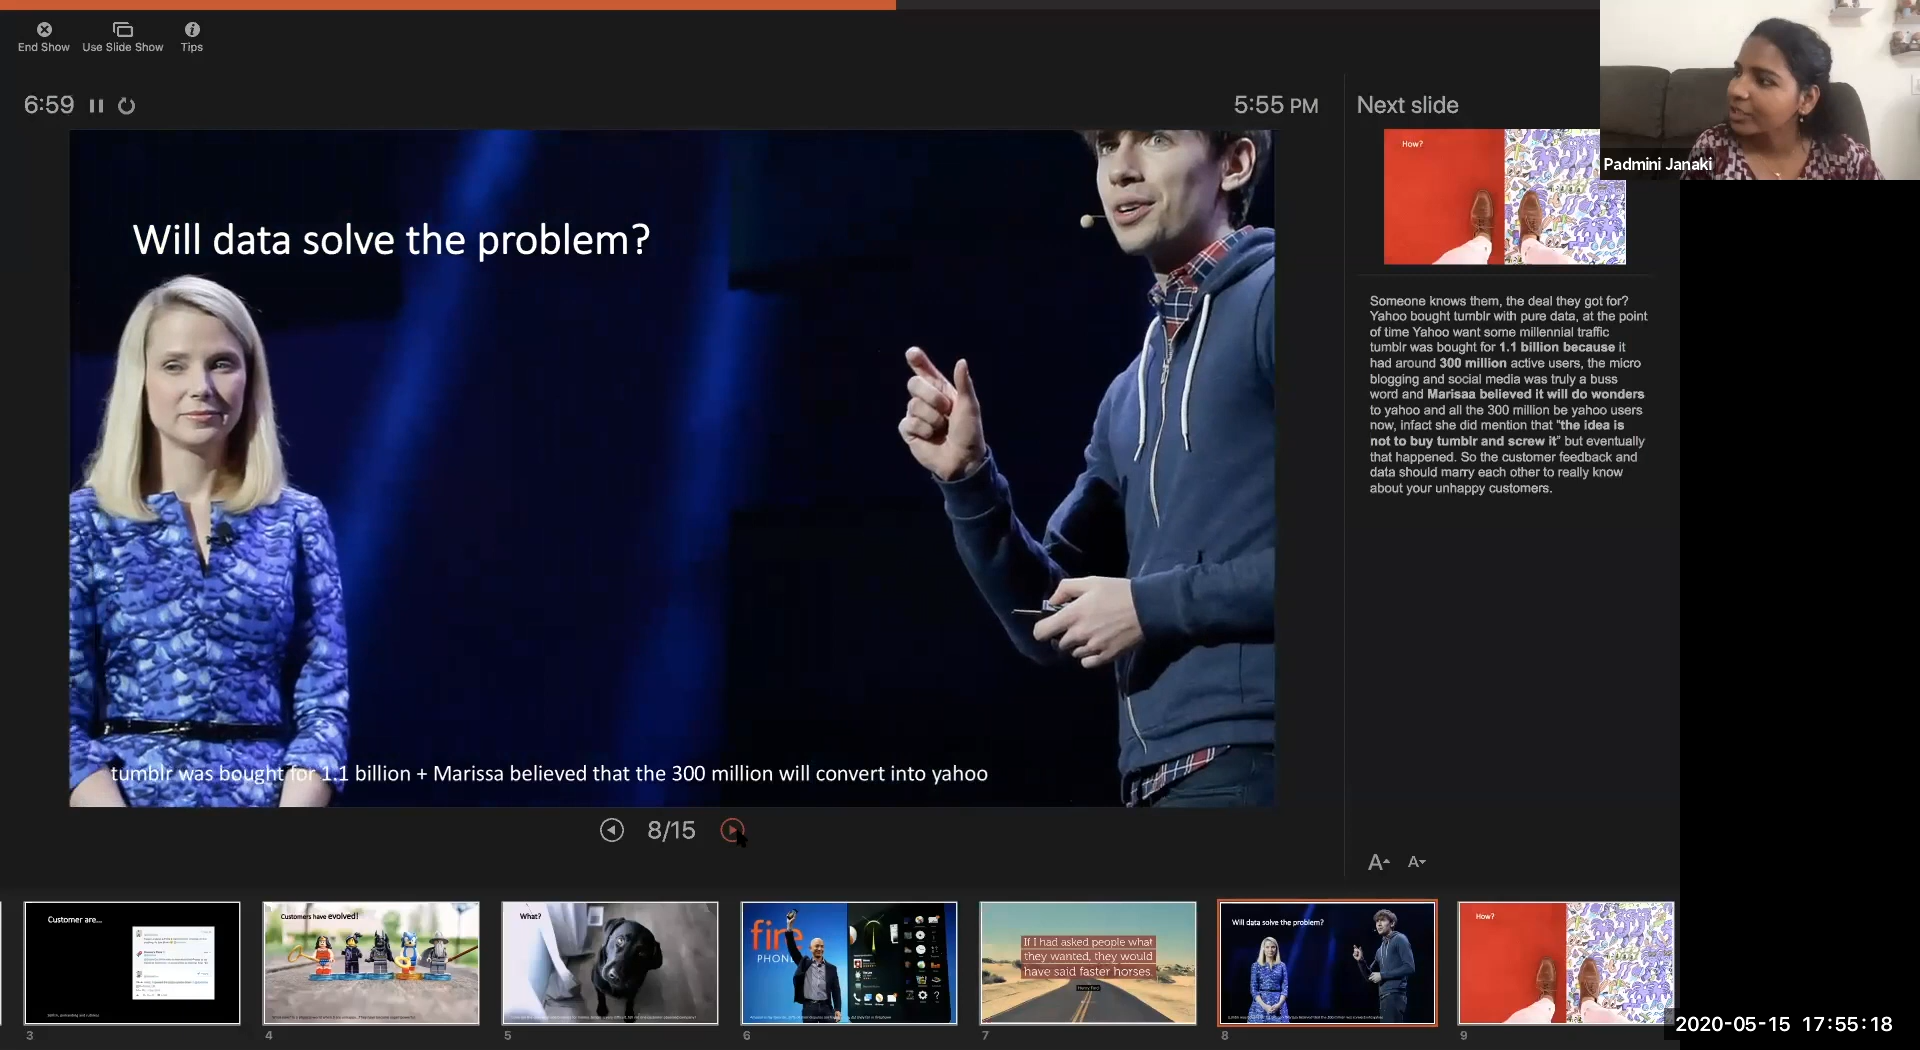 End Show
Use Slide Show
Tips
6:59
5:55 PM
Next slide
How?
Padmini Janaki
Will data solve the problem?
tumblr was bought for 1.1 billion + Marissa believed that the 300 million will convert into yahoo
Someone knows them, the deal they got for?
Yahoo bought tumblr with pure data, at the point
of time Yahoo want some millennial traffic
tumblr was bought for 1.1 billion because it
had around 300 million active users, the micro
blogging and social media was truly a buss
word and Marisaa believed it will do wonders
to yahoo and all the 300 million be yahoo users
now, infact she did mention that "the idea is
not to buy tumblr and screw it" but eventually
that happened. So the customer feedback and
data should marry each other to really know
about your unhappy customers.
8/15
A
A
Customer are...
3
Customers have evolved!
4
What?
5
fire
PHON
6
If I had asked people what
they wanted, they would
have said faster horses.
Henry Ford
7
Will data solve the problem?
8
How?
9
2020-05-15 17:55:18